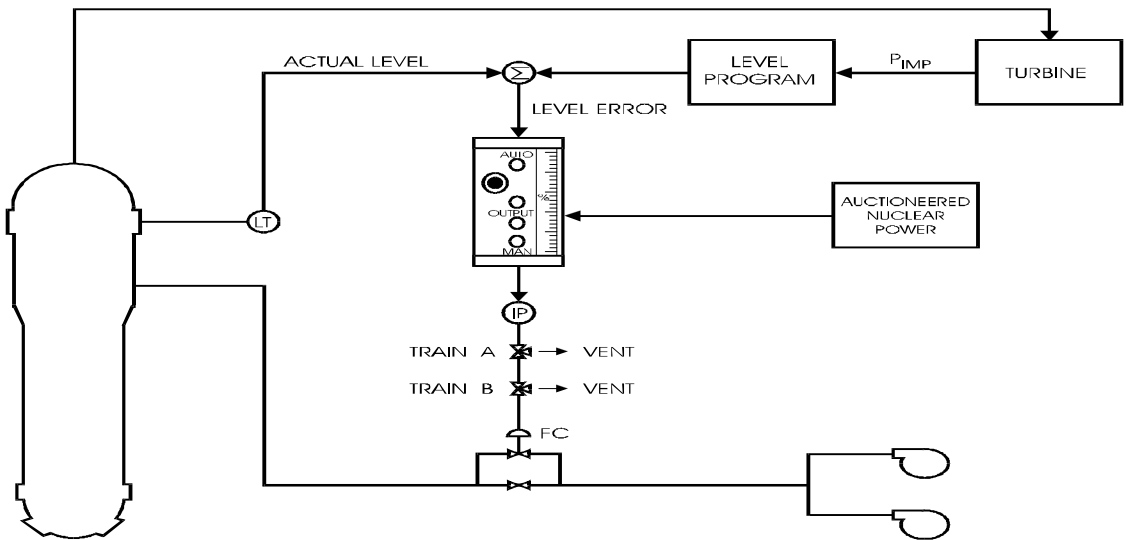 ACTUAL LEVEL
Σ
LEVEL
PROGRAM
PIMP
TURBINE
LEVEL ERROR
AUTO
%
OUTPUT
MAN
LT
AUCTIONEERED
NUCLEAR
POWER
IP
TRAIN A
VENT
TRAIN B
VENT
FC